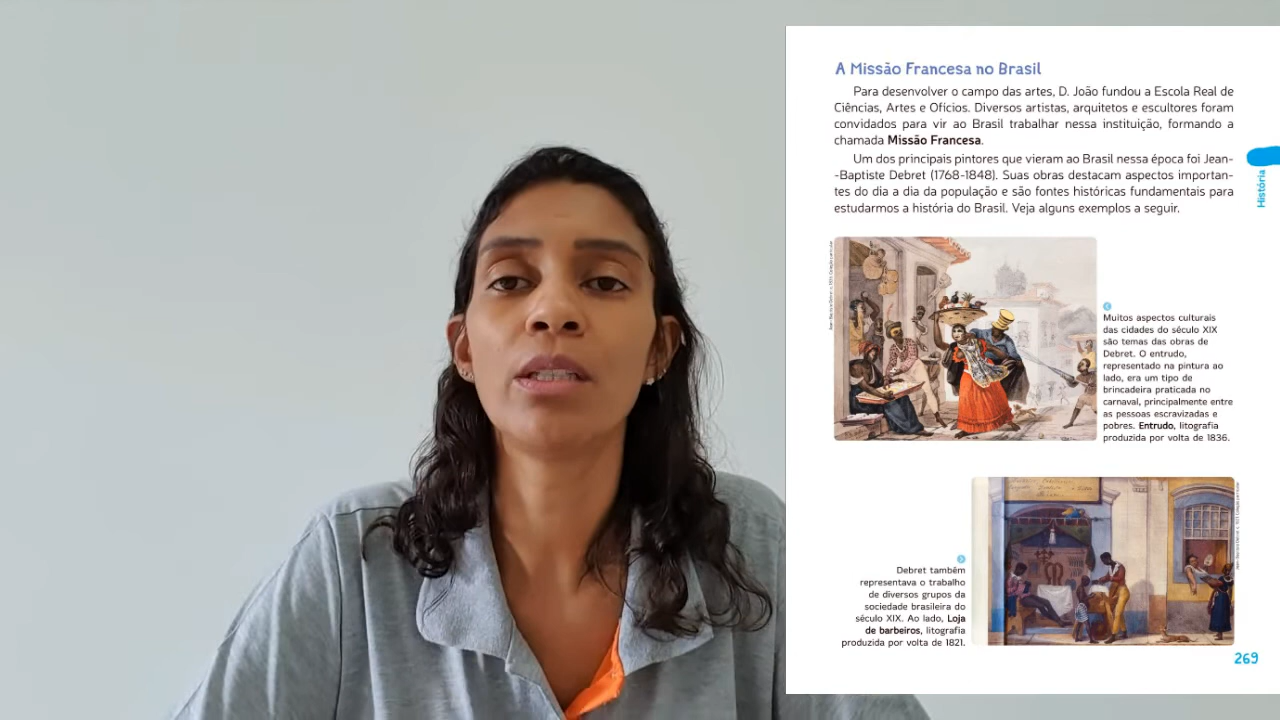 A Missão Francesa no Brasil
Para desenvolver o campo das artes, D. João fundou a Escola Real de
Ciências, Artes e Ofícios. Diversos artistas, arquitetos e escultores foram
convidados para vir ao Brasil trabalhar nessa instituição, formando a
chamada Missão Francesa.
Um dos principais pintores que vieram ao Brasil nessa época foi Jean-
-Baptiste Debret (1768-1848). Suas obras destacam aspectos importan-
tes do dia a dia da população e são fontes históricas fundamentais para
estudarmos a história do Brasil. Veja alguns exemplos a seguir.
História
Muitos aspectos culturais
das cidades do século XIX
são temas das obras de
Debret. O entrudo,
representado na pintura ao
lado, era um tipo de
brincadeira praticada no
carnaval, principalmente entre
as pessoas escravizadas e
pobres. Entrudo, litografia
produzida por volta de 1836.
Debret também
representava o trabalho
de diversos grupos da
sociedade brasileira do
século XIX. Ao lado, Loja
de barbeiros, litografia
produzida por volta de 1821.
269